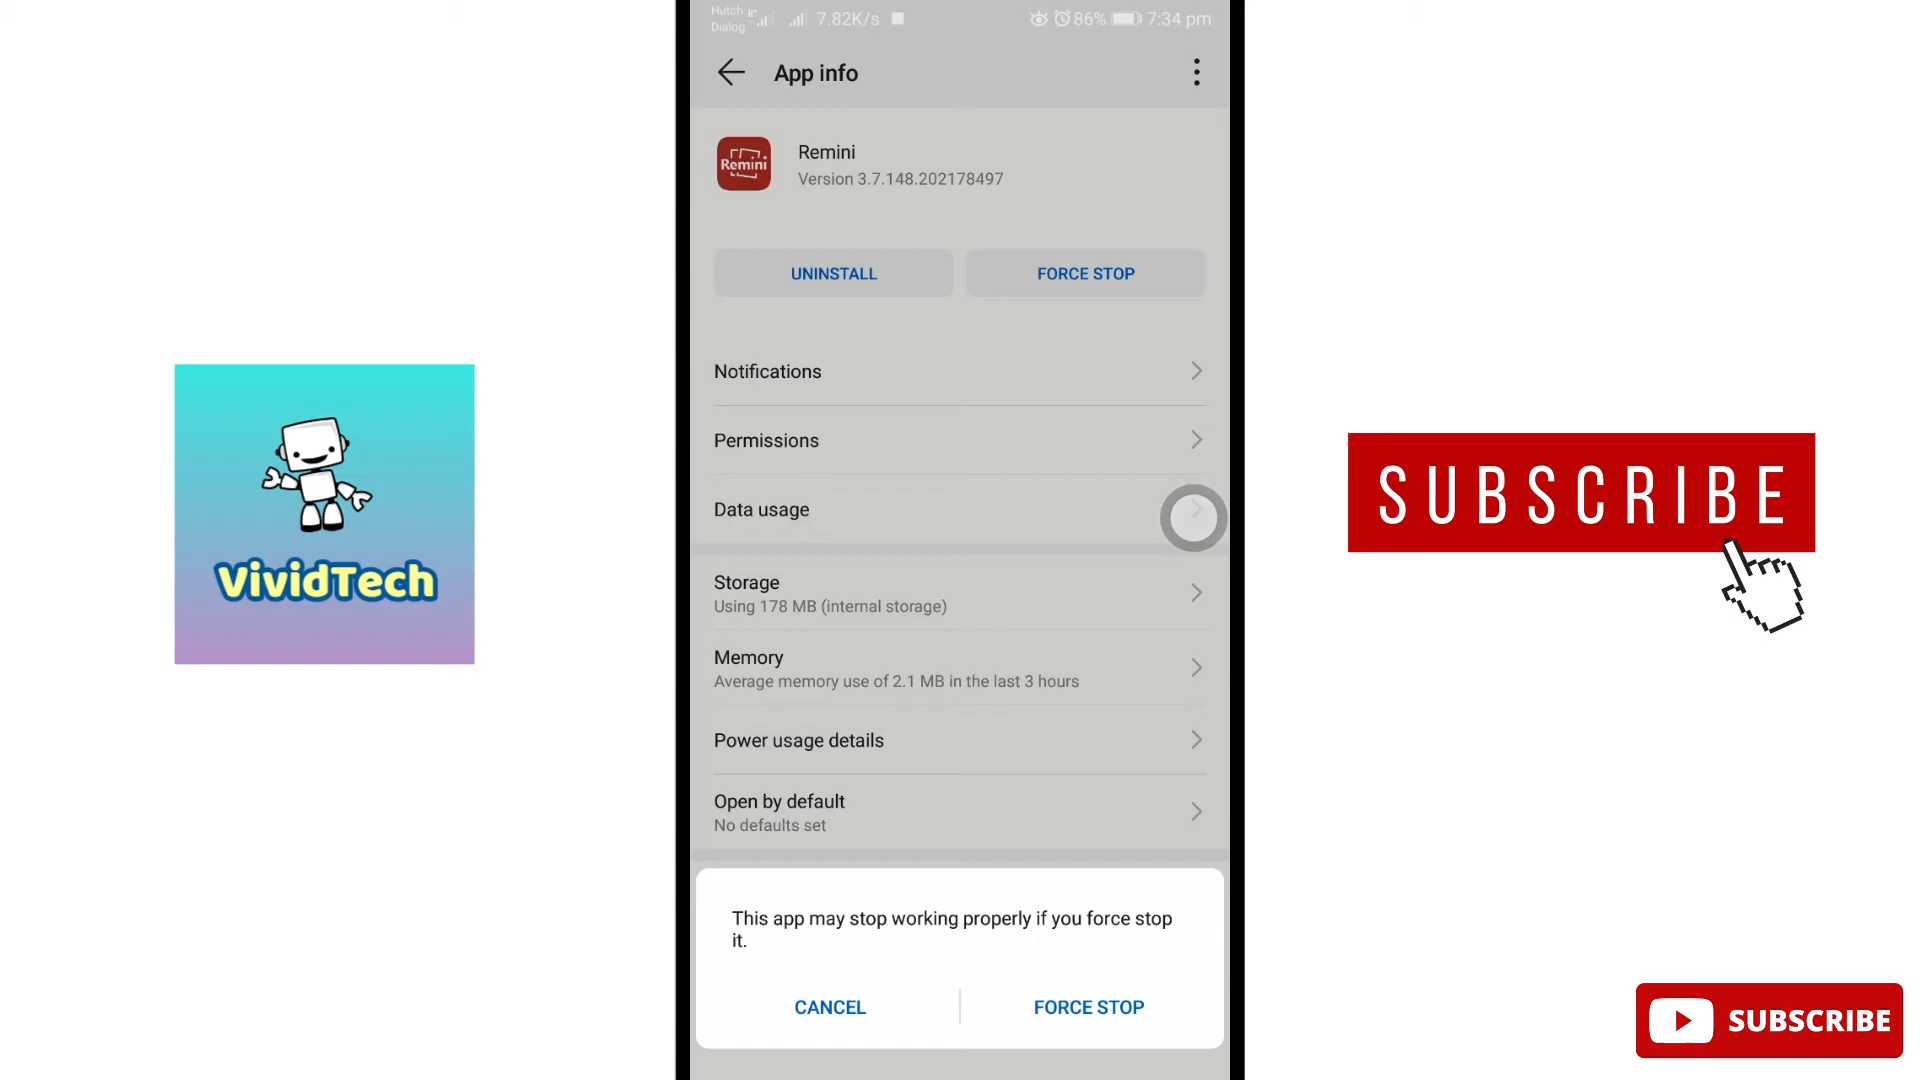 Hutch
Dialog
7.82K/s
86%
7:34 pm
App info
Remini
Remini
Version 3.7.148.202178497
UNINSTALL
FORCE STOP
Notifications
Permissions
Data usage
Storage
Using 178 MB (internal storage)
Memory
Average memory use of 2.1 MB in the last 3 hours
Power usage details
Open by default
No defaults set
This app may stop working properly if you force stop
it.
CANCEL
FORCE STOP
VividTech
SUBSCRIBE
SUBSCRIBE